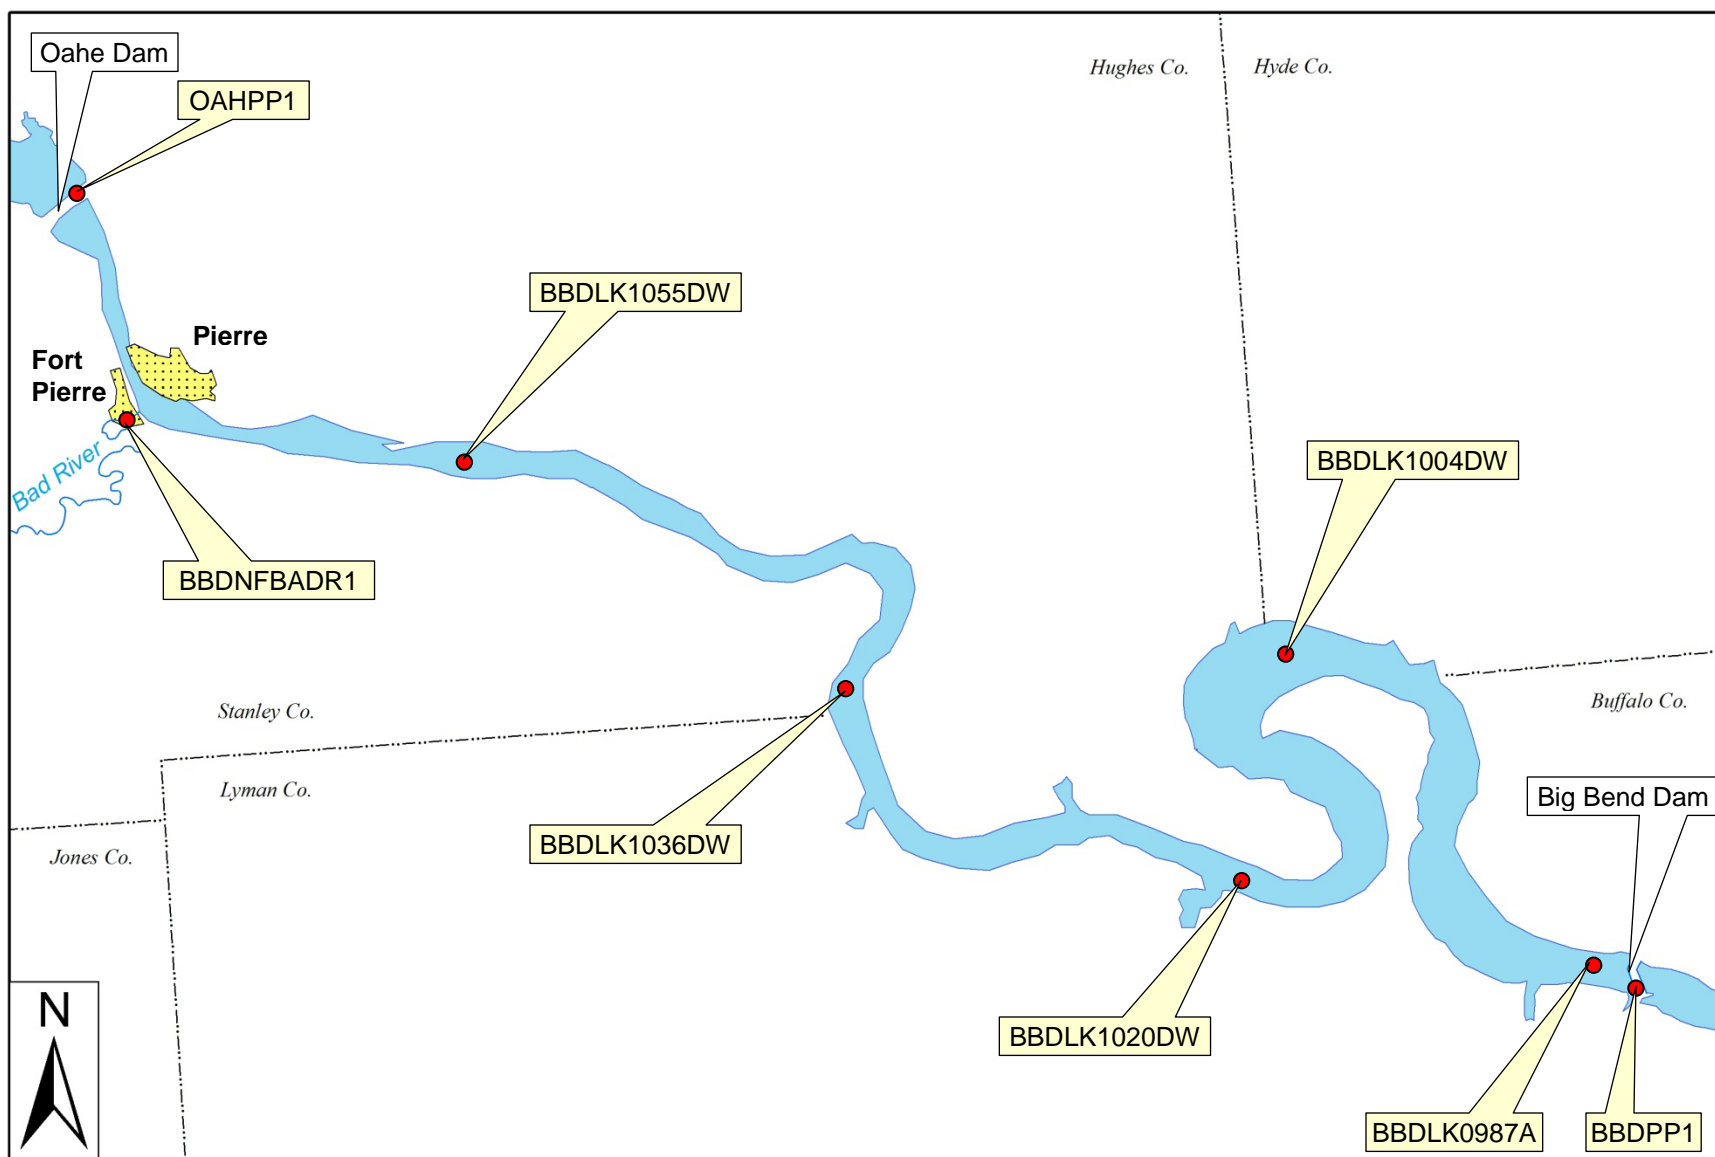 Oahe Dam
OAHPP1
Hughes Co.
Hyde Co.
BBDLK1055DW
Pierre
Fort
Pierre
Bad River
BBDLK1004DW
BBDNFBADR1
Stanley Co.
Buffalo Co.
Lyman Co.
Big Bend Dam
BBDLK1036DW
Jones Co.
N
BBDLK1020DW
BBDLK0987A
BBDPP1